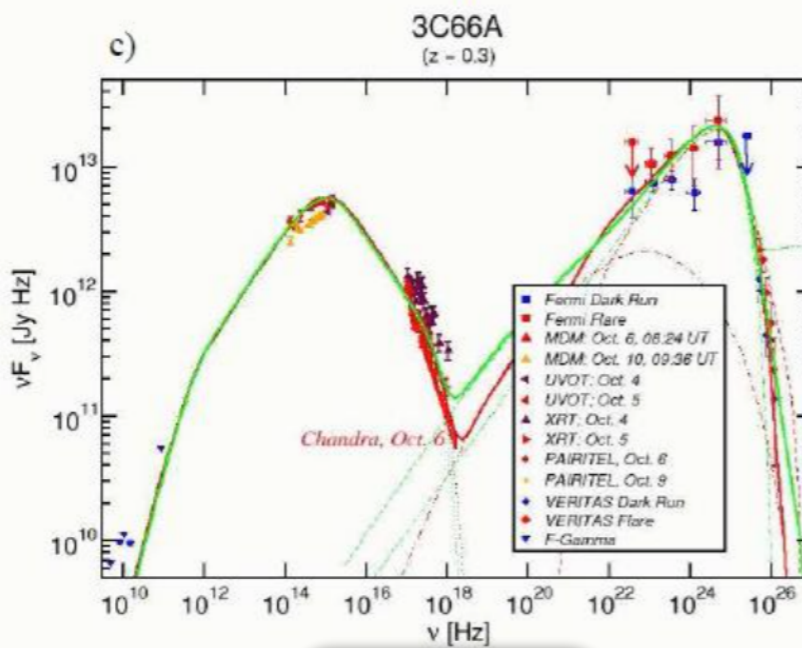 c)
3C66A
(z - 0.3)
νFν [Jy Hz]
10^13
10^12
10^11
10^10
Chandra, Oct. 6
Fermi Dark Run
Fermi Flare
MDM: Oct. 6, 06:24 UT
MDM: Oct. 10, 09:36 UT
UVOT: Oct. 4
UVOT: Oct. 5
XRT: Oct. 4
XRT: Oct. 5
PAIRITEL, Oct. 6
PAIRITEL, Oct. 9
VERITAS Dark Run
VERITAS Flare
F-Gamma
10^10 10^12 10^14 10^16 10^18 10^20 10^22 10^24 10^26
ν [Hz]